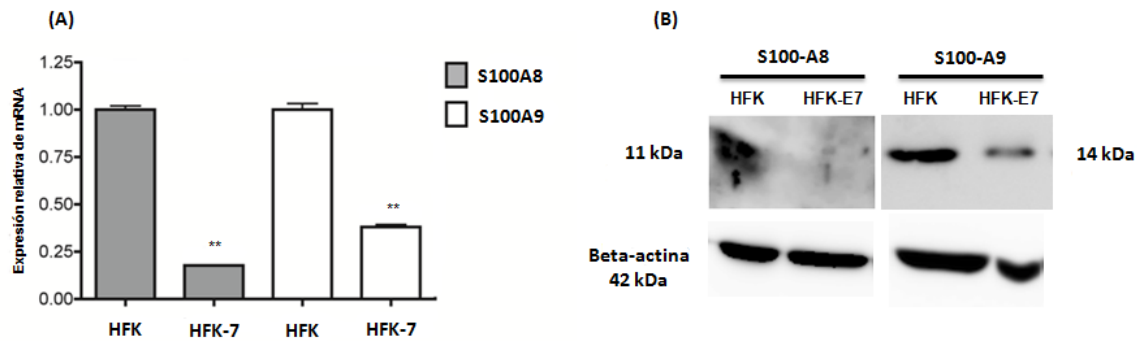 (A)
Expresión relativa de mRNA
1.25
1.00
0.75
0.50
0.25
0.00
**
**
HFK
HFK-7
HFK
HFK-7
S100A8
S100A9
(B)
S100-A8
S100-A9
HFK
HFK-E7
HFK
HFK-E7
11 kDa
14 kDa
Beta-actina
42 kDa